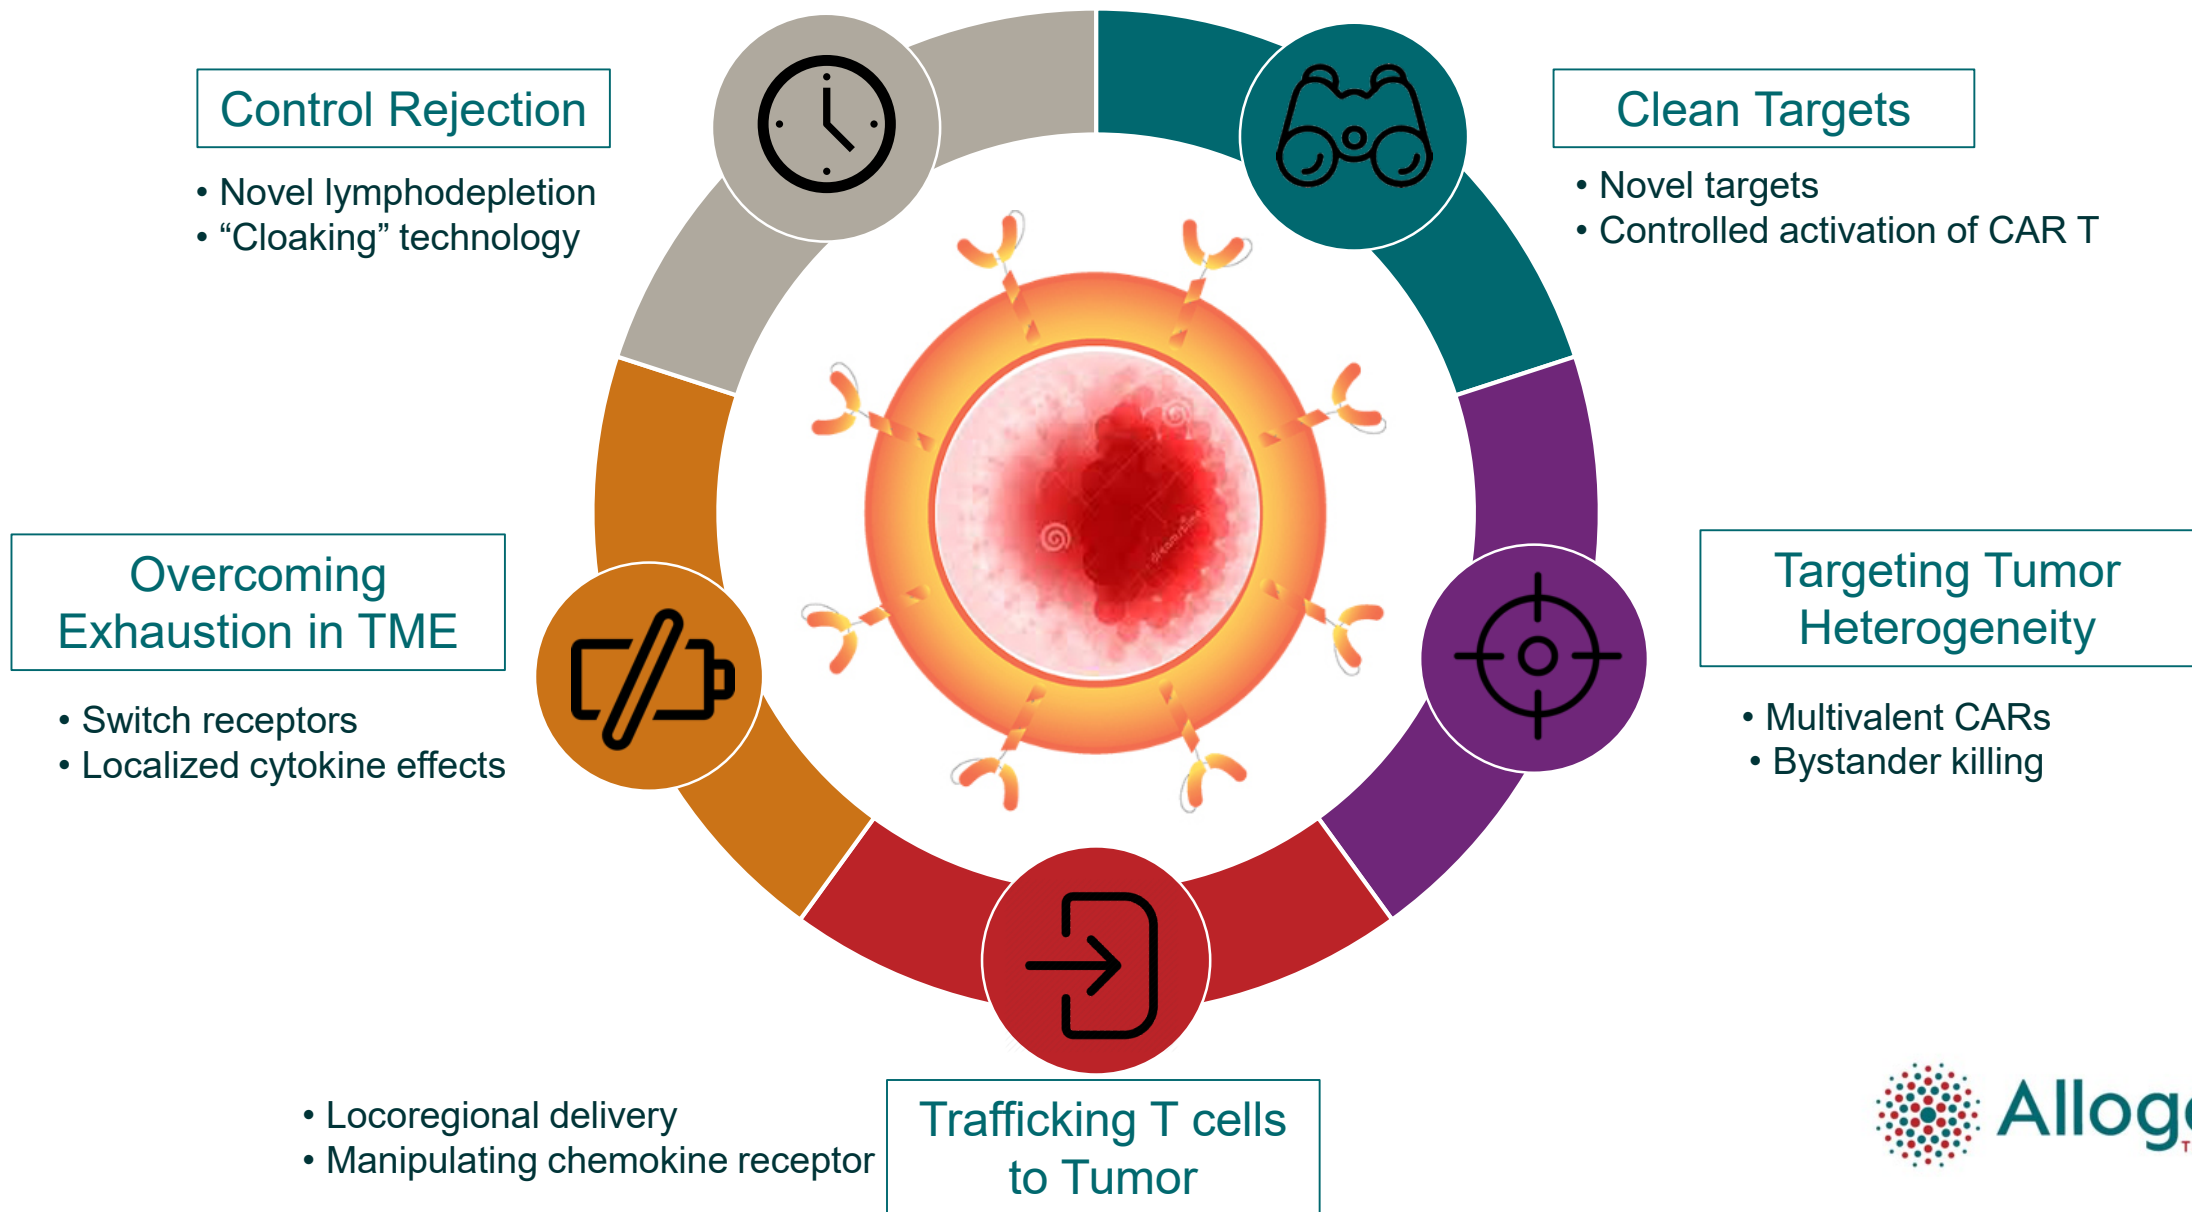 Control Rejection
• Novel lymphodepletion
• “Cloaking” technology
Clean Targets
• Novel targets
• Controlled activation of CAR T
Overcoming
Exhaustion in TME
• Switch receptors
• Localized cytokine effects
Targeting Tumor
Heterogeneity
• Multivalent CARs
• Bystander killing
• Locoregional delivery
• Manipulating chemokine receptor
Trafficking T cells
to Tumor
dreamstime